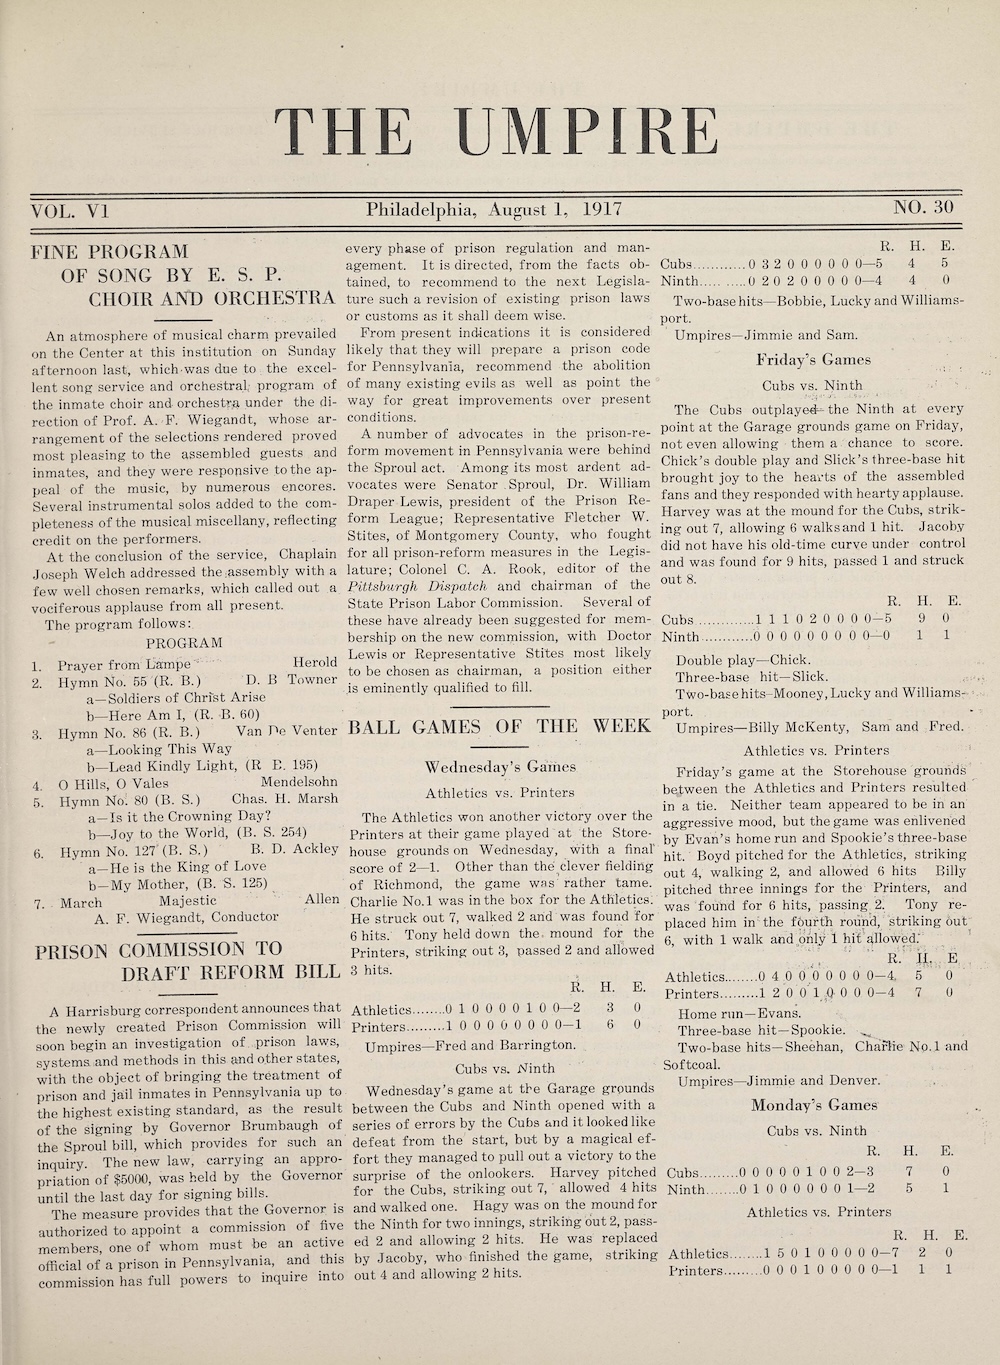 THE UMPIRE
VOL. V1
Philadelphia, August 1, 1917
NO. 30
FINE PROGRAM
OF SONG BY E. S. P.
CHOIR AND ORCHESTRA
An atmosphere of musical charm prevailed
on the Center at this institution on Sunday
afternoon last, which was due to the excel-
lent song service and orchestral program of
the inmate choir and orchestra under the di-
rection of Prof. A. F. Wiegandt, whose ar-
rangement of the selections rendered proved
most pleasing to the assembled guests and
inmates, and they were responsive to the ap-
peal of the music, by numerous encores.
Several instrumental solos added to the com-
pleteness of the musical miscellany, reflecting
credit on the performers.
At the conclusion of the service, Chaplain
Joseph Welch addressed the assembly with a
few well chosen remarks, which called out a
vociferous applause from all present.
The program follows:
PROGRAM
1. Prayer from Lampe Herold
2. Hymn No. 55 (R. B.) D. B Towner
a—Soldiers of Christ Arise
b—Here Am I, (R. B. 60)
3. Hymn No. 86 (R. B.) Van De Venter
a—Looking This Way
b—Lead Kindly Light, (R B. 195)
4. O Hills, O Vales Mendelsohn
5. Hymn No. 80 (B. S.) Chas. H. Marsh
a—Is it the Crowning Day?
b—Joy to the World, (B. S. 254)
6. Hymn No. 127 (B. S.) B. D. Ackley
a—He is the King of Love
b—My Mother, (B. S. 125)
7. March Majestic Allen
A. F. Wiegandt, Conductor
PRISON COMMISSION TO
DRAFT REFORM BILL
A Harrisburg correspondent announces that
the newly created Prison Commission will
soon begin an investigation of prison laws,
systems and methods in this and other states,
with the object of bringing the treatment of
prison and jail inmates in Pennsylvania up to
the highest existing standard, as the result
of the signing by Governor Brumbaugh of
the Sproul bill, which provides for such an
inquiry. The new law, carrying an appro-
priation of $5000, was held by the Governor
until the last day for signing bills.
The measure provides that the Governor is
authorized to appoint a commission of five
members, one of whom must be an active
official of a prison in Pennsylvania, and this
commission has full powers to inquire into
every phase of prison regulation and man-
agement. It is directed, from the facts ob-
tained, to recommend to the next Legisla-
ture such a revision of existing prison laws
or customs as it shall deem wise.
From present indications it is considered
likely that they will prepare a prison code
for Pennsylvania, recommend the abolition
of many existing evils as well as point the
way for great improvements over present
conditions.
A number of advocates in the prison-re-
form movement in Pennsylvania were behind
the Sproul act. Among its most ardent ad-
vocates were Senator Sproul, Dr. William
Draper Lewis, president of the Prison Re-
form League; Representative Fletcher W.
Stites, of Montgomery County, who fought
for all prison-reform measures in the Legis-
lature; Colonel C. A. Rook, editor of the
Pittsburgh Dispatch and chairman of the
State Prison Labor Commission. Several of
these have already been suggested for mem-
bership on the new commission, with Doctor
Lewis or Representative Stites most likely
to be chosen as chairman, a position either
is eminently qualified to fill.
BALL GAMES OF THE WEEK
Wednesday's Games
Athletics vs. Printers
The Athletics won another victory over the
Printers at their game played at the Store-
house grounds on Wednesday, with a final
score of 2—1. Other than the clever fielding
of Richmond, the game was rather tame.
Charlie No.1 was in the box for the Athletics.
He struck out 7, walked 2 and was found for
6 hits. Tony held down the mound for the
Printers, striking out 3, passed 2 and allowed
3 hits.
R. H. E.
Athletics........0 1 0 0 0 0 1 0 0—2 3 0
Printers.........1 0 0 0 0 0 0 0 0—1 6 0
Umpires—Fred and Barrington.
Cubs vs. Ninth
Wednesday's game at the Garage grounds
between the Cubs and Ninth opened with a
series of errors by the Cubs and it looked like
defeat from the start, but by a magical ef-
fort they managed to pull out a victory to the
surprise of the onlookers. Harvey pitched
for the Cubs, striking out 7, allowed 4 hits
and walked one. Hagy was on the mound for
the Ninth for two innings, striking out 2, pass-
ed 2 and allowing 2 hits. He was replaced
by Jacoby, who finished the game, striking
out 4 and allowing 2 hits.
R. H. E.
Cubs............0 3 2 0 0 0 0 0 0—5 4 5
Ninth..........0 2 0 2 0 0 0 0 0—4 4 0
Two-base hits—Bobbie, Lucky and Williams-
port.
Umpires—Jimmie and Sam.
Friday's Games
Cubs vs. Ninth
The Cubs outplayed the Ninth at every
point at the Garage grounds game on Friday,
not even allowing them a chance to score.
Chick's double play and Slick's three-base hit
brought joy to the hearts of the assembled
fans and they responded with hearty applause.
Harvey was at the mound for the Cubs, strik-
ing out 7, allowing 6 walks and 1 hit. Jacoby
did not have his old-time curve under control
and was found for 9 hits, passed 1 and struck
out 8.
R. H. E.
Cubs .............1 1 1 0 2 0 0 0 0—5 9 0
Ninth............0 0 0 0 0 0 0 0 0—0 1 1
Double play—Chick.
Three-base hit—Slick.
Two-base hits—Mooney, Lucky and Williams-
port.
Umpires—Billy McKenty, Sam and Fred.
Athletics vs. Printers
Friday's game at the Storehouse grounds
between the Athletics and Printers resulted
in a tie. Neither team appeared to be in an
aggressive mood, but the game was enlivened
by Evan's home run and Spookie's three-base
hit. Boyd pitched for the Athletics, striking
out 4, walking 2, and allowed 6 hits Billy
pitched three innings for the Printers, and
was found for 6 hits, passing 2. Tony re-
placed him in the fourth round, striking out
6, with 1 walk and only 1 hit allowed.
R. H. E
Athletics.......0 4 0 0 0 0 0 0 0—4 5 0
Printers.........1 2 0 0 1 0 0 0 0—4 7 0
Home run—Evans.
Three-base hit—Spookie.
Two-base hits—Sheehan, Charlie No.1 and
Softcoal.
Umpires—Jimmie and Denver.
Monday's Games
Cubs vs. Ninth
R. H. E.
Cubs.........0 0 0 0 0 1 0 0 2—3 7 0
Ninth........0 1 0 0 0 0 0 0 1—2 5 1
Athletics vs. Printers
R. H. E.
Athletics........1 5 0 1 0 0 0 0 0—7 2 0
Printers.........0 0 0 1 0 0 0 0 0—1 1 1